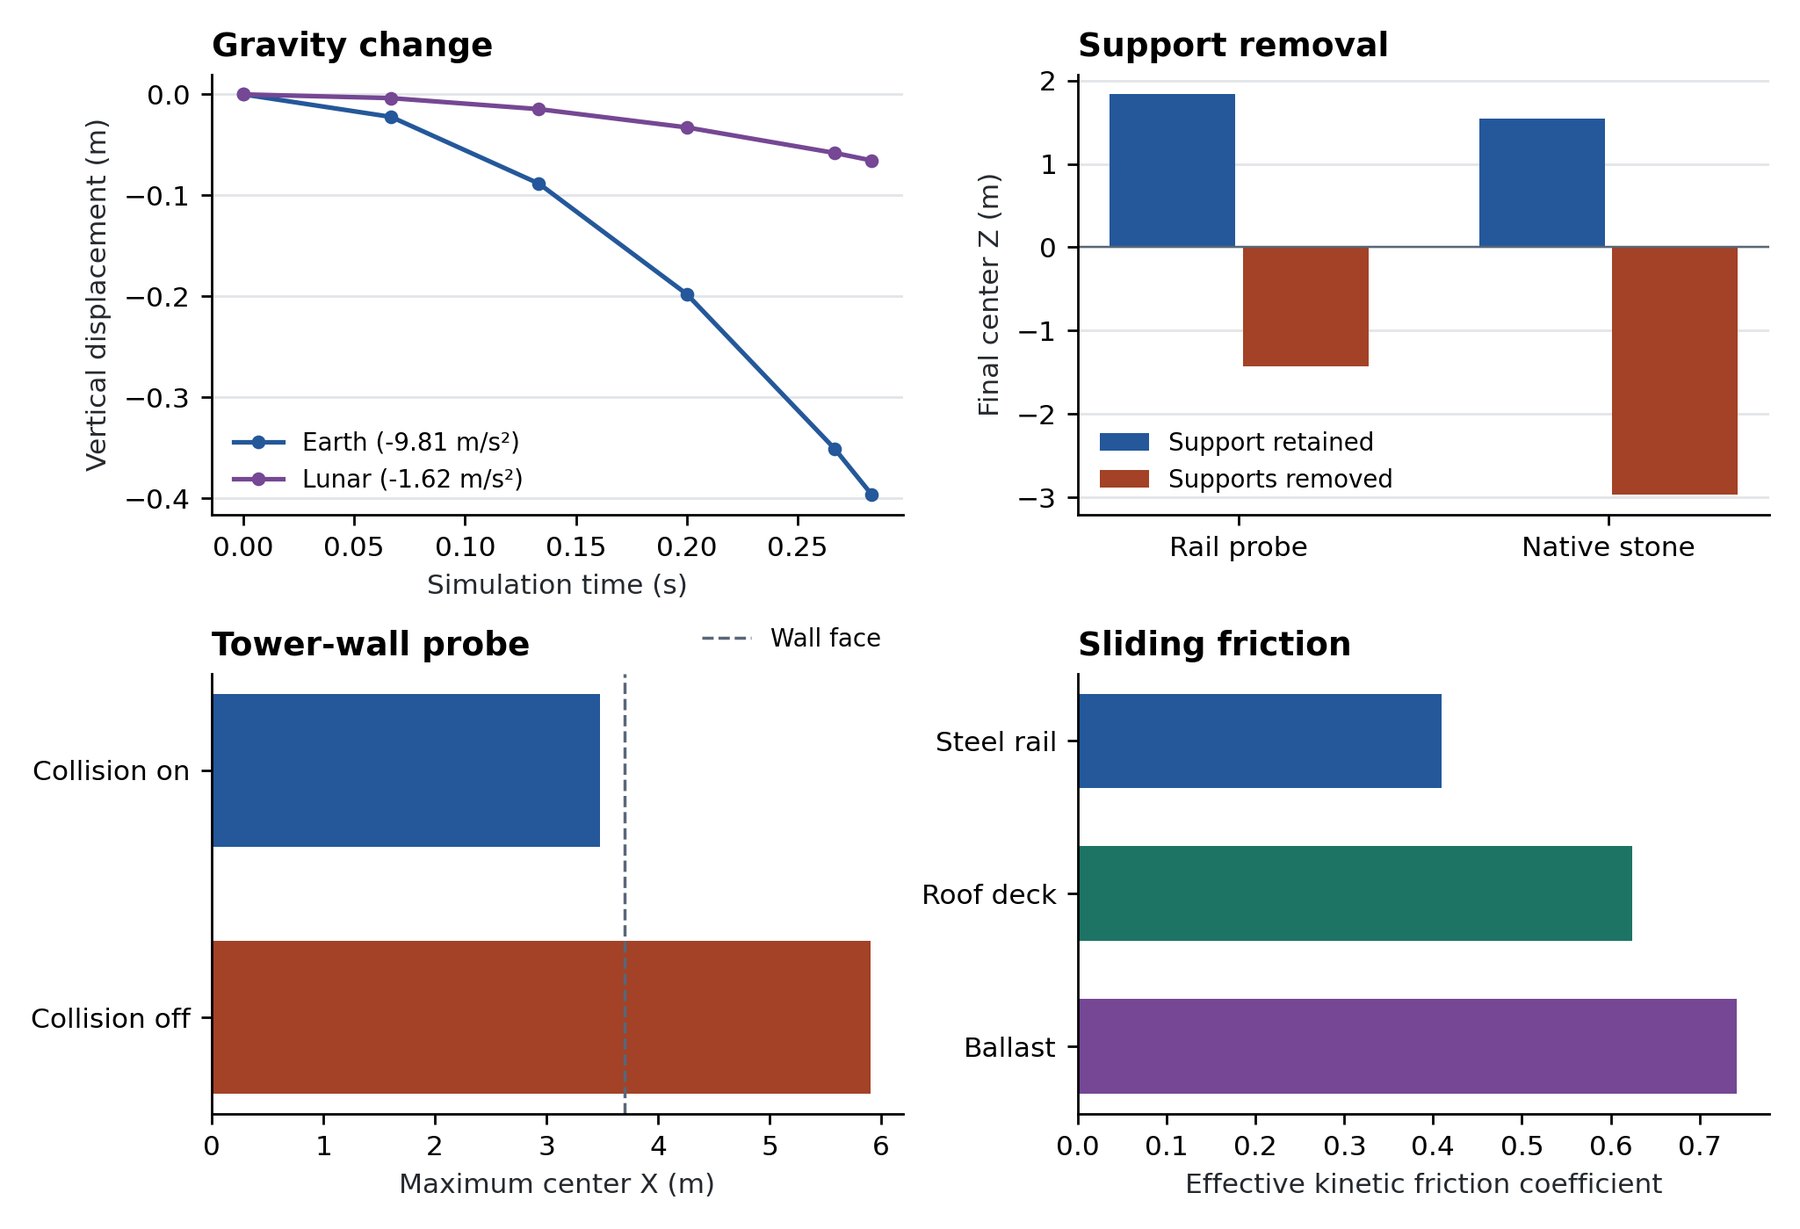 Gravity change
Vertical displacement (m)
0.0
−0.1
−0.2
−0.3
−0.4
Earth (-9.81 m/s²)
Lunar (-1.62 m/s²)
0.00 0.05 0.10 0.15 0.20 0.25
Simulation time (s)
Support removal
Final center Z (m)
2
1
0
−1
−2
−3
Support retained
Supports removed
Rail probe Native stone
Tower-wall probe
Wall face
Collision on
Collision off
0 1 2 3 4 5 6
Maximum center X (m)
Sliding friction
Steel rail
Roof deck
Ballast
0.0 0.1 0.2 0.3 0.4 0.5 0.6 0.7
Effective kinetic friction coefficient